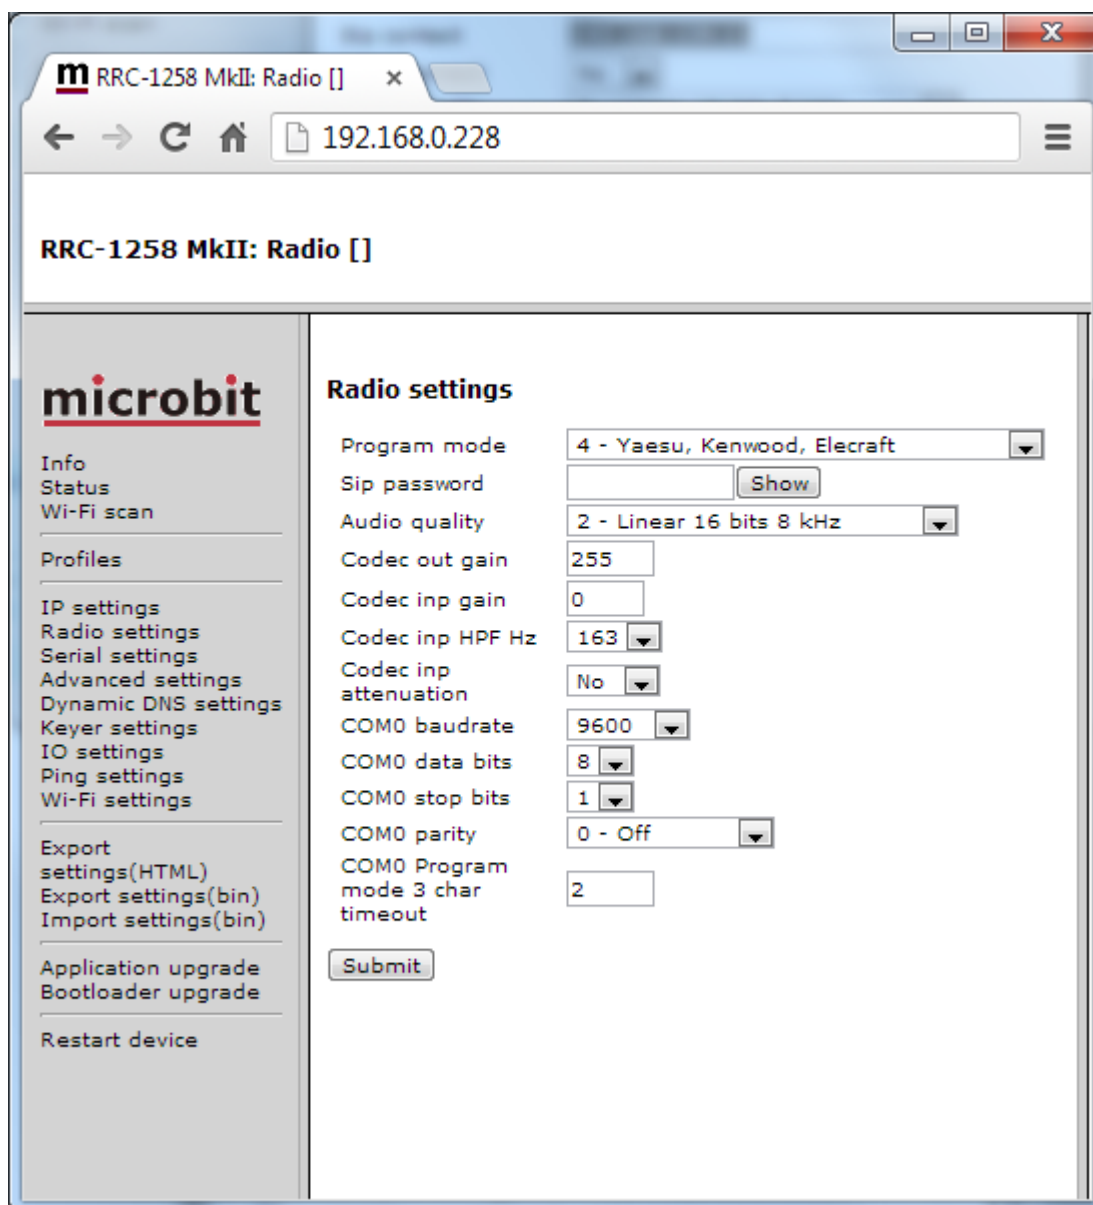 RRC-1258 MkII: Radio []
192.168.0.228
RRC-1258 MkII: Radio []
microbit
Info
Status
Wi-Fi scan
Profiles
IP settings
Radio settings
Serial settings
Advanced settings
Dynamic DNS settings
Keyer settings
IO settings
Ping settings
Wi-Fi settings
Export
settings(HTML)
Export settings(bin)
Import settings(bin)
Application upgrade
Bootloader upgrade
Restart device
Radio settings
Program mode 4 - Yaesu, Kenwood, Elecraft
Sip password Show
Audio quality 2 - Linear 16 bits 8 kHz
Codec out gain 255
Codec inp gain 0
Codec inp HPF Hz 163
Codec inp
attenuation No
COM0 baudrate 9600
COM0 data bits 8
COM0 stop bits 1
COM0 parity 0 - Off
COM0 Program
mode 3 char 2
timeout
Submit